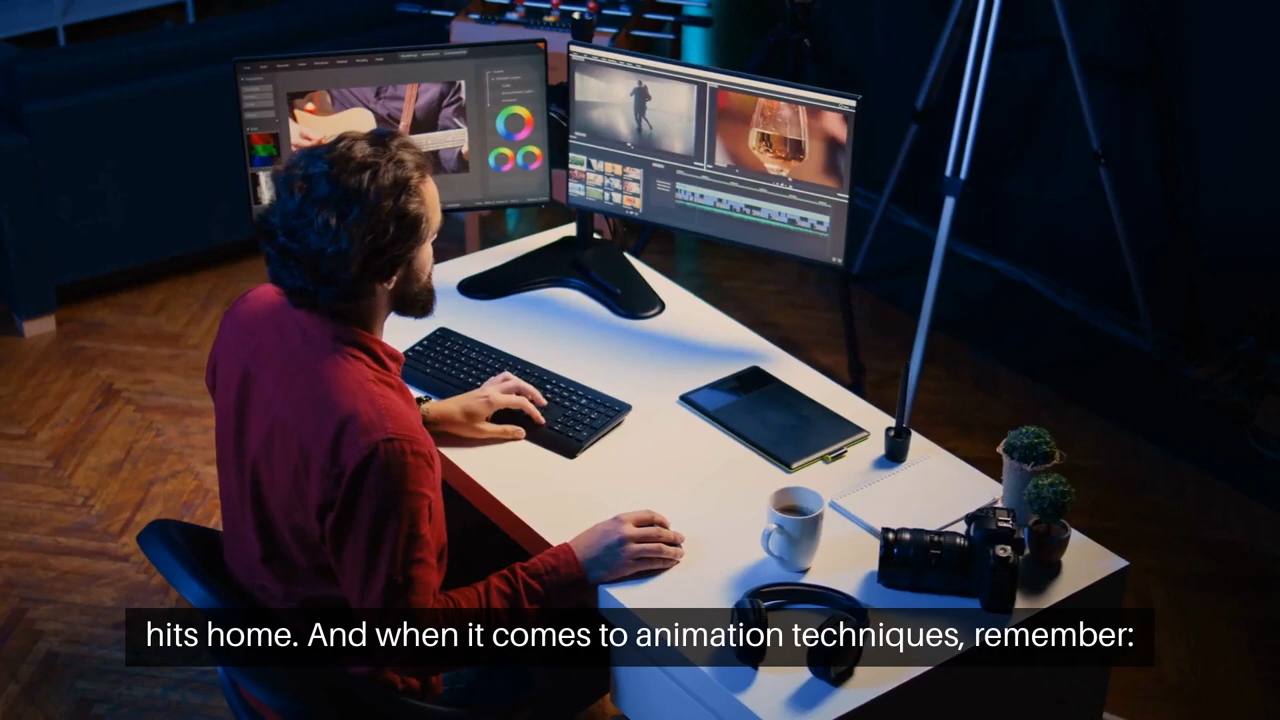 hits home. And when it comes to animation techniques, remember: